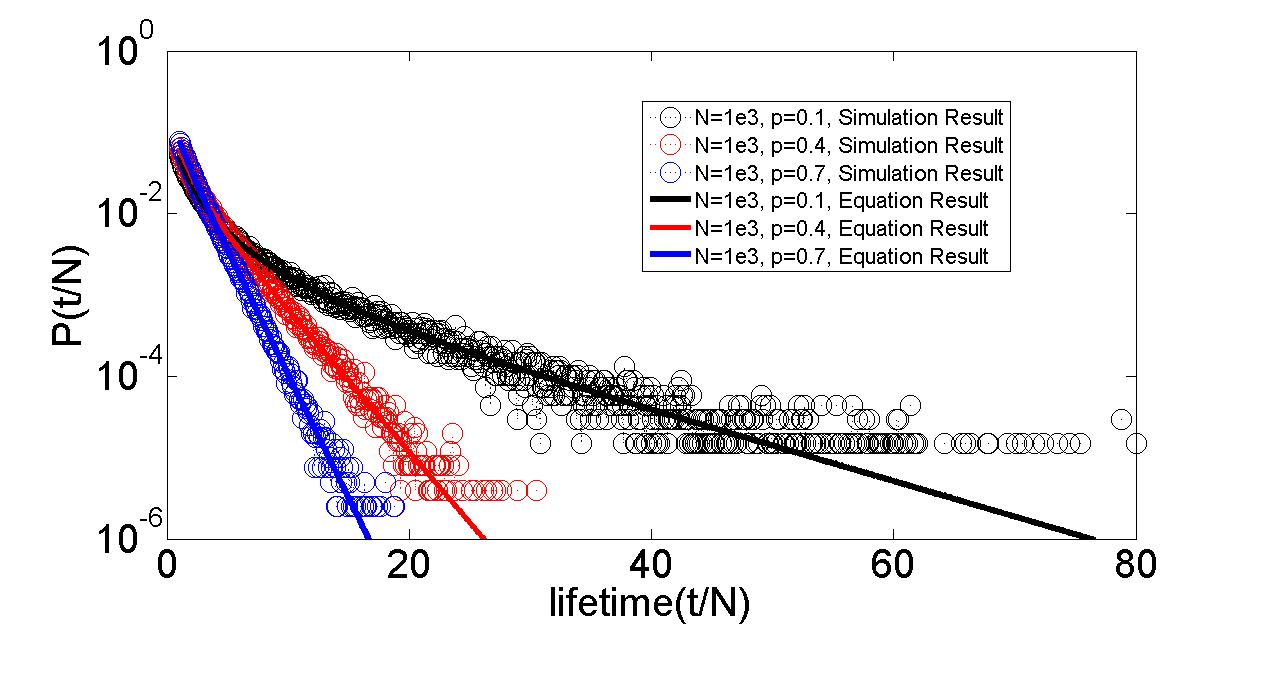 10^0
10^-2
10^-4
10^-6
P(t/N)
N=1e3, p=0.1, Simulation Result
N=1e3, p=0.4, Simulation Result
N=1e3, p=0.7, Simulation Result
N=1e3, p=0.1, Equation Result
N=1e3, p=0.4, Equation Result
N=1e3, p=0.7, Equation Result
0 20 40 60 80
lifetime(t/N)